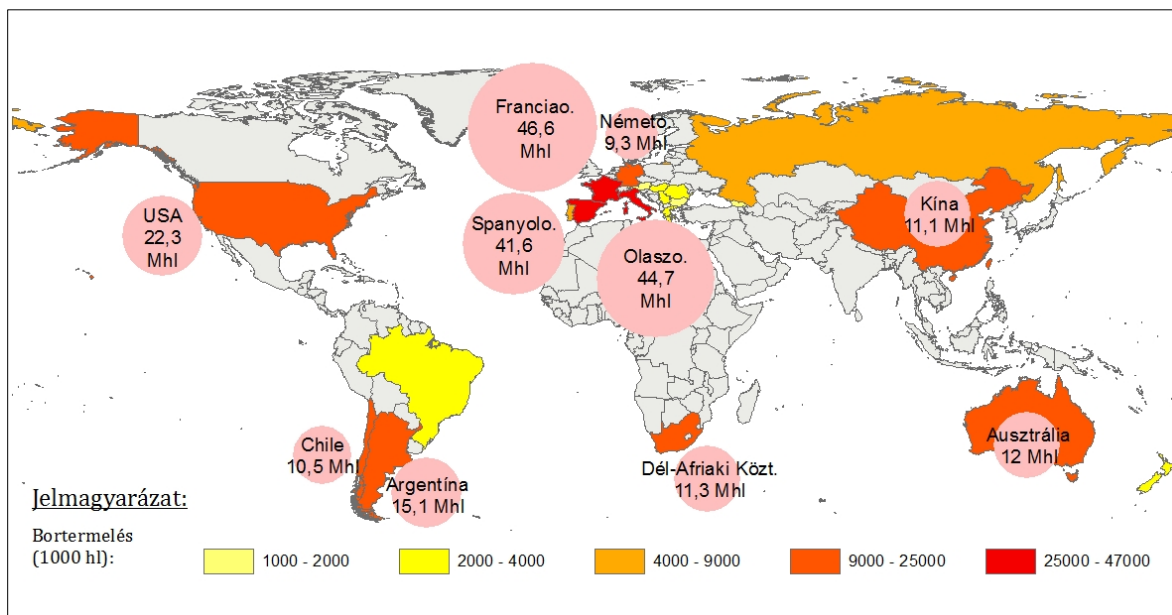 Franciao.
46,6
Mhl
Németo.
9,3 Mhl
USA
22,3
Mhl
Spanyolo.
41,6
Mhl
Olaszo.
44,7
Mhl
Kína
11,1 Mhl
Chile
10,5 Mhl
Argentína
15,1 Mhl
Dél-Afriaki Közt.
11,3 Mhl
Ausztrália
12 Mhl
Jelmagyarázat:
Bortermelés
(1000 hl):
1000 - 2000
2000 - 4000
4000 - 9000
9000 - 25000
25000 - 47000